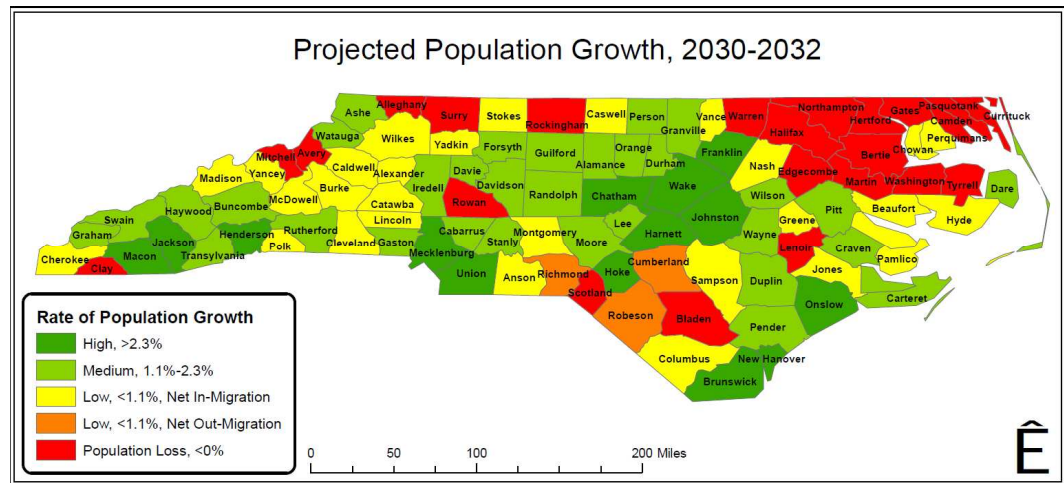 Projected Population Growth, 2030-2032
Ashe
Alleghany
Surry
Stokes
Rockingham
Caswell
Person
Granville
Vance
Warren
Northampton
Gates
Pasquotank
Currituck
Camden
Hertford
Halifax
Perquimans
Chowan
Bertie
Watauga
Wilkes
Yadkin
Forsyth
Guilford
Alamance
Orange
Durham
Franklin
Nash
Edgecombe
Martin
Washington
Tyrrell
Dare
Mitchell
Avery
Yancey
Madison
Caldwell
Alexander
Iredell
Davie
Davidson
Randolph
Chatham
Wake
Wilson
Pitt
Beaufort
Hyde
Burke
McDowell
Catawba
Rowan
Buncombe
Haywood
Swain
Graham
Lincoln
Johnston
Greene
Lee
Wayne
Lenoir
Craven
Pamlico
Henderson
Rutherford
Polk
Cleveland
Gaston
Cabarrus
Stanly
Montgomery
Moore
Harnett
Mecklenburg
Jackson
Transylvania
Macon
Cherokee
Clay
Union
Anson
Richmond
Hoke
Cumberland
Sampson
Duplin
Jones
Carteret
Onslow
Scotland
Robeson
Bladen
Pender
Columbus
New Hanover
Brunswick
Rate of Population Growth
High, >2.3%
Medium, 1.1%-2.3%
Low, <1.1%, Net In-Migration
Low, <1.1%, Net Out-Migration
Population Loss, <0%
0 50 100 200 Miles
Ê